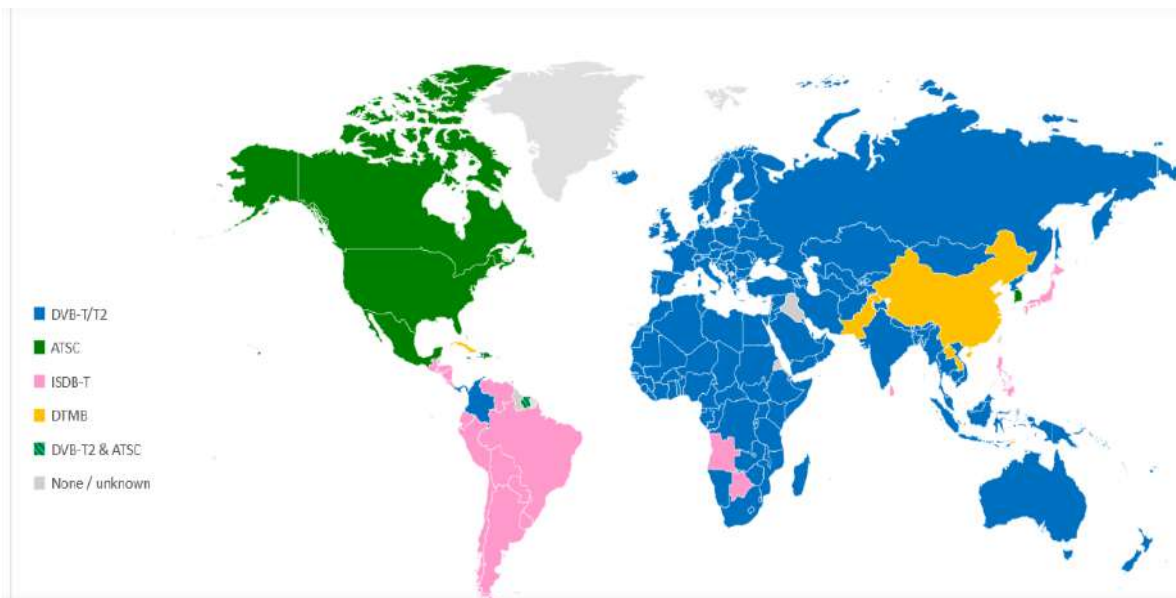 DVB-T/T2
ATSC
ISDB-T
DTMB
DVB-T2 & ATSC
None / unknown